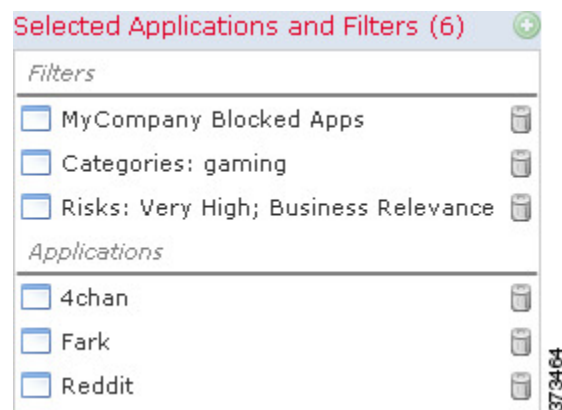 Selected Applications and Filters (6)
Filters
MyCompany Blocked Apps
Categories: gaming
Risks: Very High; Business Relevance
Applications
4chan
Fark
Reddit
373464